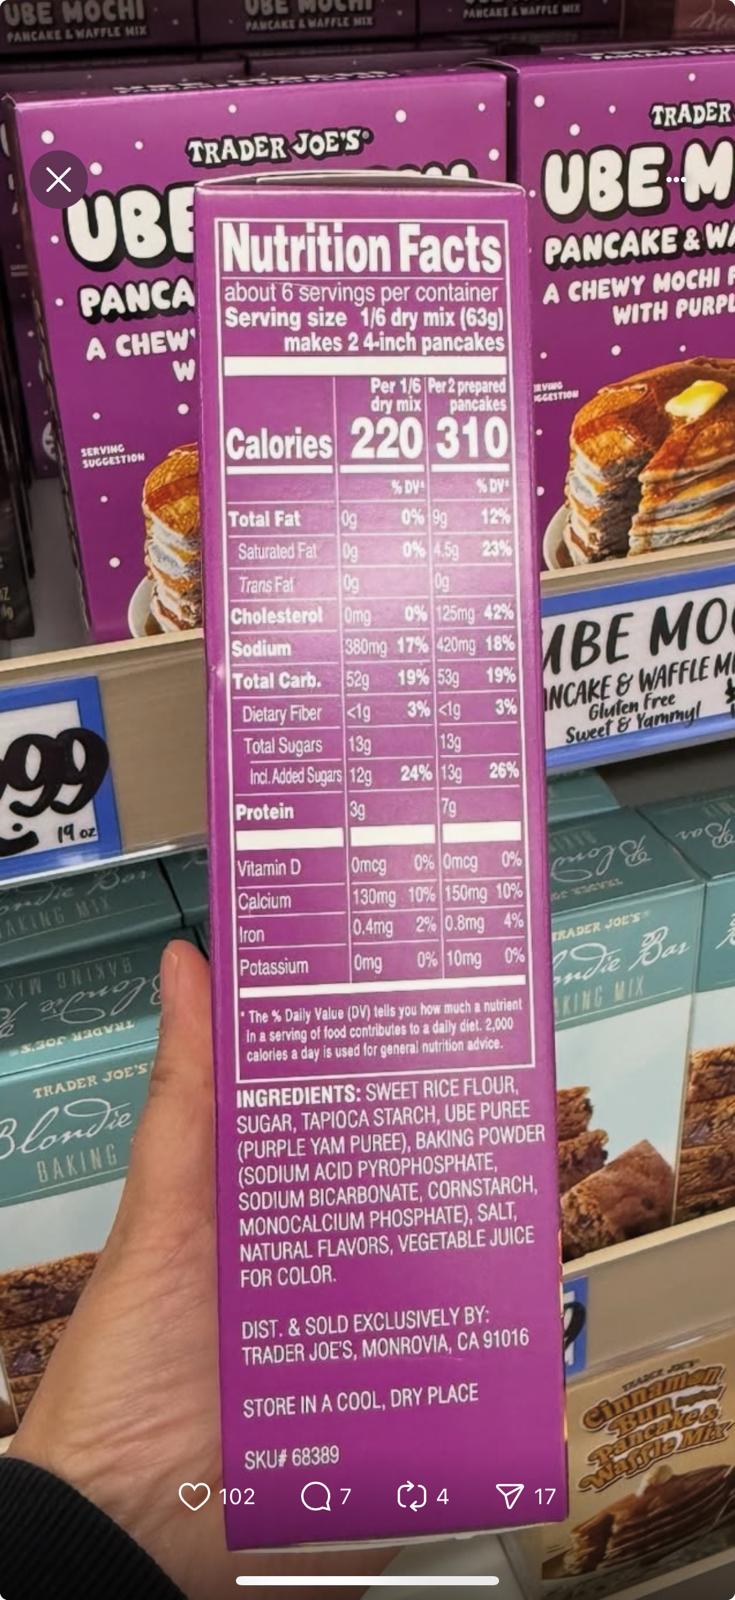 UBE MOCHI
PANCAKE & WAFFLE MIX
UBE MOCHI
PANCAKE & WAFFLE MIX
PANCAKE & WAFFLE MIX
TRADER JOE'S
UBE
PANCA
A CHEW
W
SERVING
SUGGESTION
TRADER
UBE M
PANCAKE & WA
A CHEWY MOCHI P
WITH PURPL
Nutrition Facts
about 6 servings per container
Serving size 1/6 dry mix (63g)
makes 2 4-inch pancakes
Per 1/6 dry mix Per 2 prepared pancakes
Calories 220 310
% DV* % DV*
Total Fat 0g 0% 9g 12%
Saturated Fat 0g 0% 4.5g 23%
Trans Fat 0g 0g
Cholesterol 0mg 0% 125mg 42%
Sodium 380mg 17% 420mg 18%
Total Carb. 52g 19% 53g 19%
Dietary Fiber <1g 3% <1g 3%
Total Sugars 13g 13g
Incl. Added Sugars 12g 24% 13g 26%
Protein 3g 7g
Vitamin D 0mcg 0% 0mcg 0%
Calcium 130mg 10% 150mg 10%
Iron 0.4mg 2% 0.8mg 4%
Potassium 0mg 0% 10mg 0%
* The % Daily Value (DV) tells you how much a nutrient
in a serving of food contributes to a daily diet. 2,000
calories a day is used for general nutrition advice.
INGREDIENTS: SWEET RICE FLOUR,
SUGAR, TAPIOCA STARCH, UBE PUREE
(PURPLE YAM PUREE), BAKING POWDER
(SODIUM ACID PYROPHOSPHATE,
SODIUM BICARBONATE, CORNSTARCH,
MONOCALCIUM PHOSPHATE), SALT,
NATURAL FLAVORS, VEGETABLE JUICE
FOR COLOR.
DIST. & SOLD EXCLUSIVELY BY:
TRADER JOE'S, MONROVIA, CA 91016
STORE IN A COOL, DRY PLACE
SKU# 68389
UBE MO
NCAKE & WAFFLE MI
Gluten Free
Sweet & Yammy!
99
19 oz
TRADER JOE'S
Blondie
BAKING
TRADER JOE'S
ndie Bar
KING MIX
TRADER JOE'S
Cinnamon
Bun
Pancake &
Waffle Mix
102 7 4 17